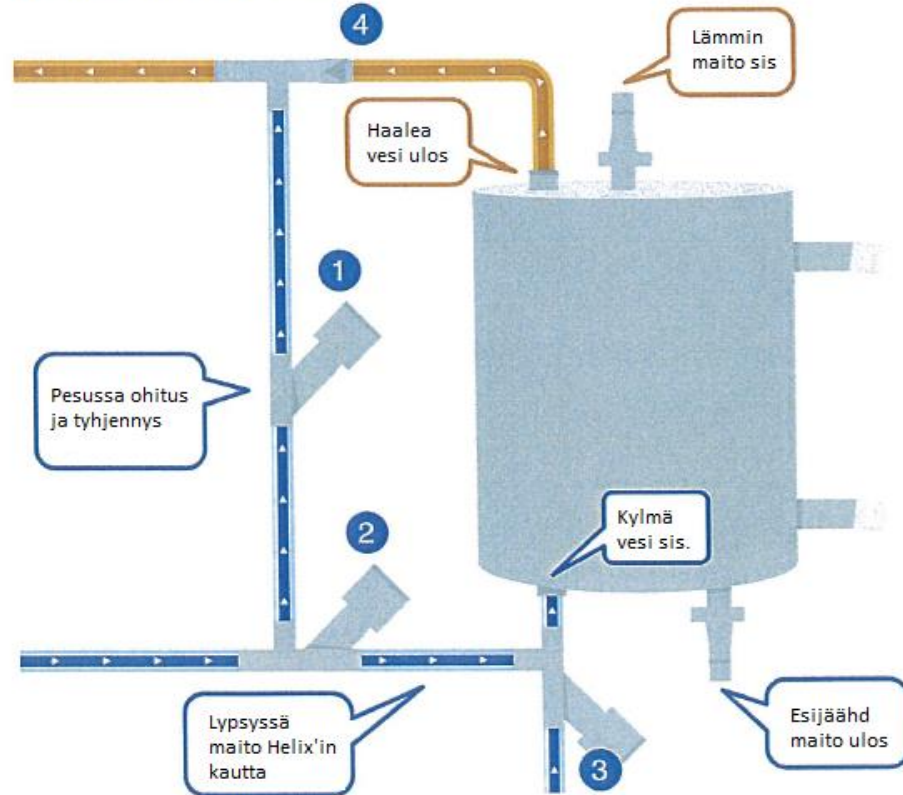 4
Lämmin
maito sis
Haalea
vesi ulos
1
Pesussa ohitus
ja tyhjennys
Kylmä
vesi sis.
2
Lypsyssä
maito Helix'in
kautta
3
Esijäähd
maito ulos